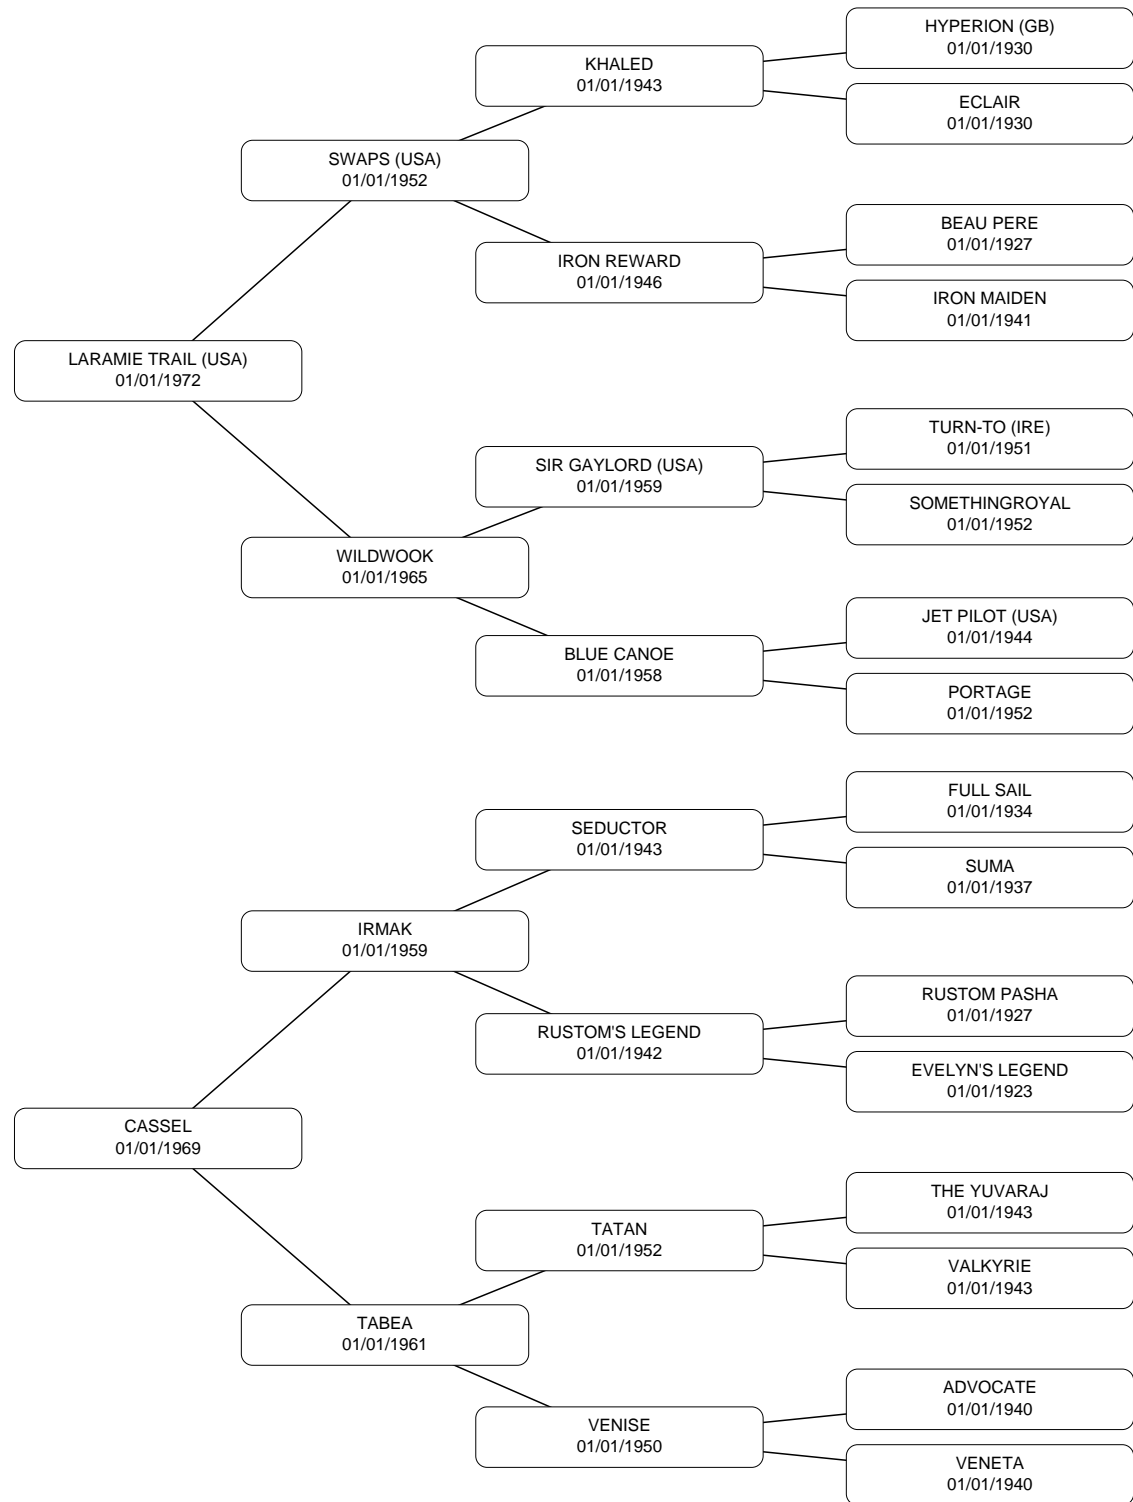 HYPERION (GB)
01/01/1930
KHALED
01/01/1943
ECLAIR
01/01/1930
SWAPS (USA)
01/01/1952
BEAU PERE
01/01/1927
IRON REWARD
01/01/1946
IRON MAIDEN
01/01/1941
LARAMIE TRAIL (USA)
01/01/1972
TURN-TO (IRE)
01/01/1951
SIR GAYLORD (USA)
01/01/1959
SOMETHINGROYAL
01/01/1952
WILDWOOK
01/01/1965
JET PILOT (USA)
01/01/1944
BLUE CANOE
01/01/1958
PORTAGE
01/01/1952
FULL SAIL
01/01/1934
SEDUCTOR
01/01/1943
SUMA
01/01/1937
IRMAK
01/01/1959
RUSTOM PASHA
01/01/1927
RUSTOM'S LEGEND
01/01/1942
EVELYN'S LEGEND
01/01/1923
CASSEL
01/01/1969
THE YUVARAJ
01/01/1943
TATAN
01/01/1952
VALKYRIE
01/01/1943
TABEA
01/01/1961
ADVOCATE
01/01/1940
VENISE
01/01/1950
VENETA
01/01/1940